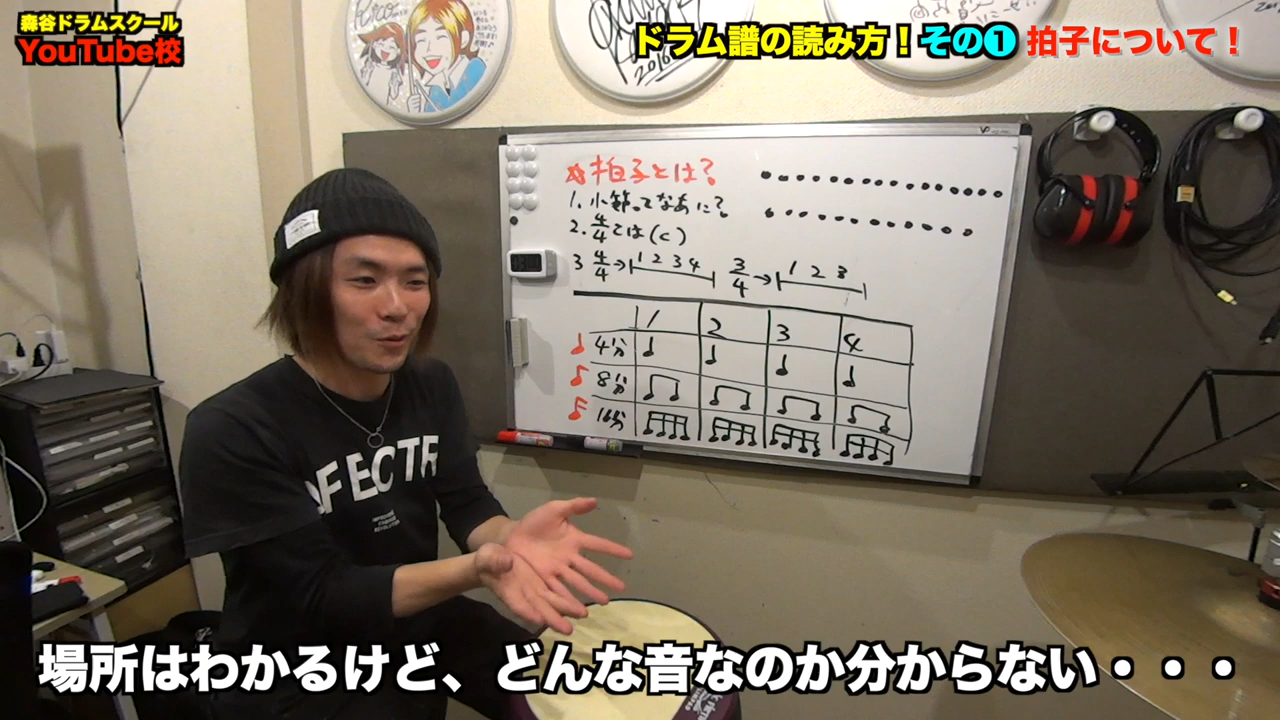 森谷ドラムスクール
YouTube校
ドラム譜の読み方！その❶ 拍子について！
2016
☆拍子とは？
1. 小節ってなあに？
2. 4/4とは(C)
3 4/4→1 2 3 4 3/4→1 2 3
1 2 3 4
♩ 4分
♪ 8分
16分
OFECTR
場所はわかるけど、どんな音なのか分からない・・・